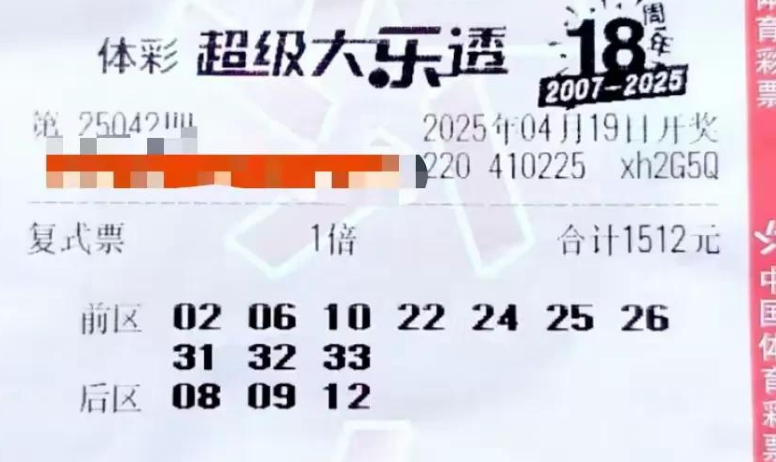 体彩 超级大乐透 18周年
2007-2025
第 25042期 2025年04月19日开奖
220 410225 xh2G5Q
复式票 1倍 合计1512元
前区 02 06 10 22 24 25 26
31 32 33
后区 08 09 12
体育彩票
中国体育彩票